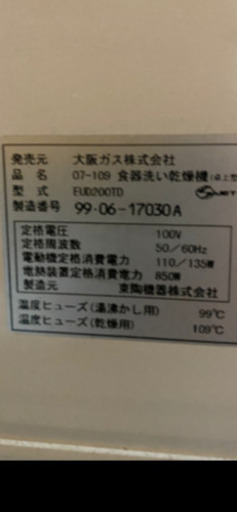 発売元 大阪ガス株式会社
品名 07-109 食器洗い乾燥機(卓上型
型式 EUD200TD
製造番号 99-06-17030A
定格電圧 100V
定格周波数 50/60Hz
電動機定格消費電力 110/135W
電熱装置定格消費電力 850W
製造元 東陶機器株式会社
温度ヒューズ(湯沸かし用) 99℃
温度ヒューズ(乾燥用) 109℃